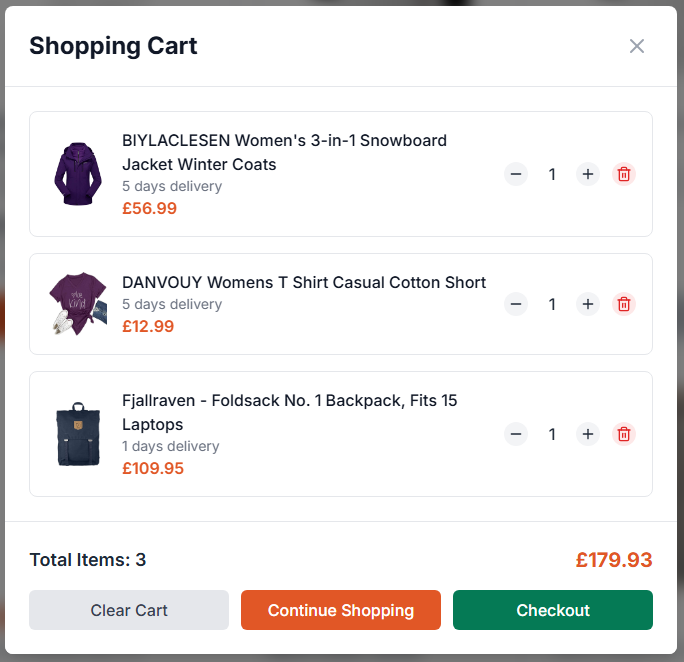 Shopping Cart
BIYLACLESEN Women's 3-in-1 Snowboard
Jacket Winter Coats
5 days delivery
£56.99
1
DANVOUY Womens T Shirt Casual Cotton Short
5 days delivery
£12.99
1
Fjallraven - Foldsack No. 1 Backpack, Fits 15
Laptops
1 days delivery
£109.95
1
Total Items: 3
£179.93
Clear Cart
Continue Shopping
Checkout